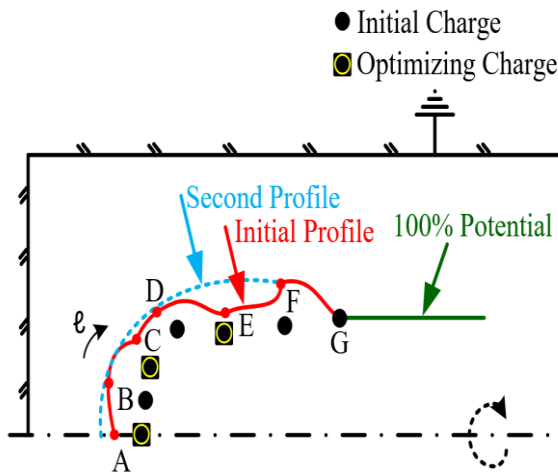 Initial Charge
Optimizing Charge
Second Profile
Initial Profile
100% Potential
D
F
ℓ
E
C
G
B
A